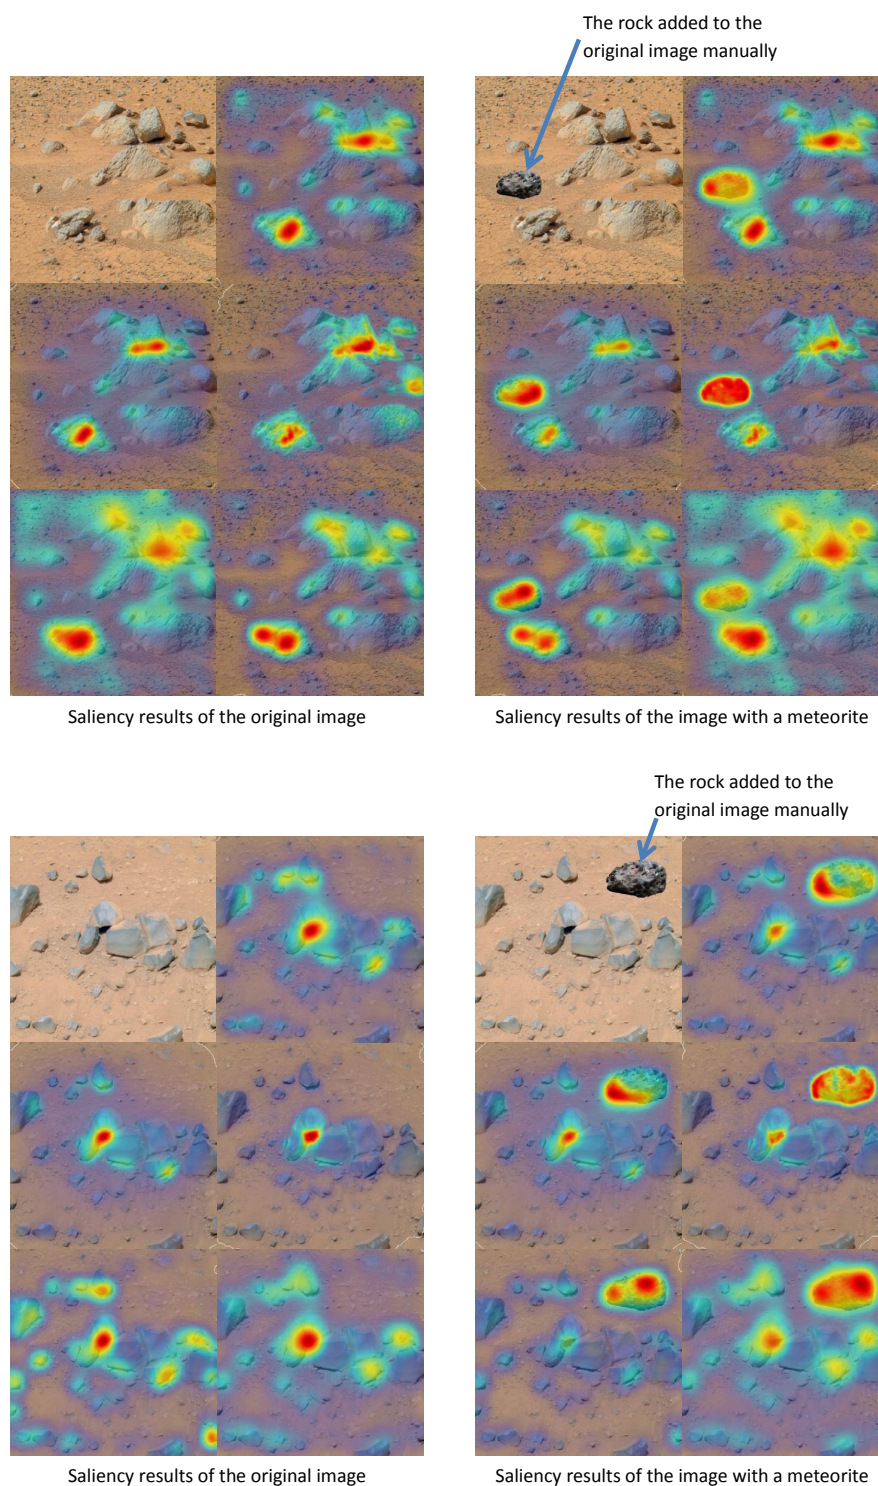 The rock added to the
original image manually
Saliency results of the original image
Saliency results of the image with a meteorite
The rock added to the
original image manually
Saliency results of the original image
Saliency results of the image with a meteorite